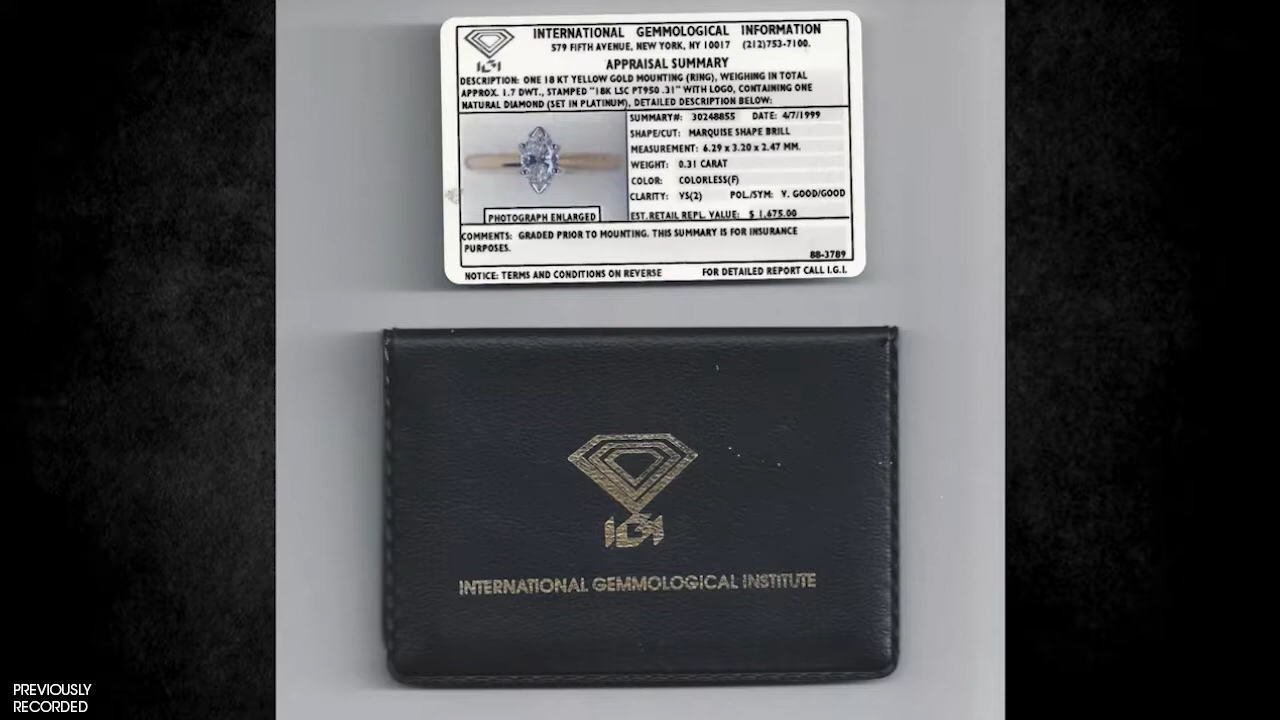 INTERNATIONAL GEMMOLOGICAL INFORMATION
579 FIFTH AVENUE, NEW YORK, NY 10017 (212)753-7100.
IGI
APPRAISAL SUMMARY
DESCRIPTION: ONE 18 KT YELLOW GOLD MOUNTING (RING), WEIGHING IN TOTAL
APPROX. 1.7 DWT., STAMPED "18K LSC PT950 .31" WITH LOGO, CONTAINING ONE
NATURAL DIAMOND (SET IN PLATINUM), DETAILED DESCRIPTION BELOW:
SUMMARY#: 30248855 DATE: 4/7/1999
SHAPE/CUT: MARQUISE SHAPE BRILL
MEASUREMENT: 6.29 x 3.20 x 2.47 MM.
WEIGHT: 0.31 CARAT
COLOR: COLORLESS(F)
CLARITY: VS(2) POL./SYM: V. GOOD/GOOD
EST.RETAIL REPL. VALUE: $ 1,675.00
PHOTOGRAPH ENLARGED
COMMENTS: GRADED PRIOR TO MOUNTING. THIS SUMMARY IS FOR INSURANCE
PURPOSES.
88-3789
NOTICE: TERMS AND CONDITIONS ON REVERSE FOR DETAILED REPORT CALL I.G.I.
IGI
INTERNATIONAL GEMMOLOGICAL INSTITUTE
PREVIOUSLY
RECORDED